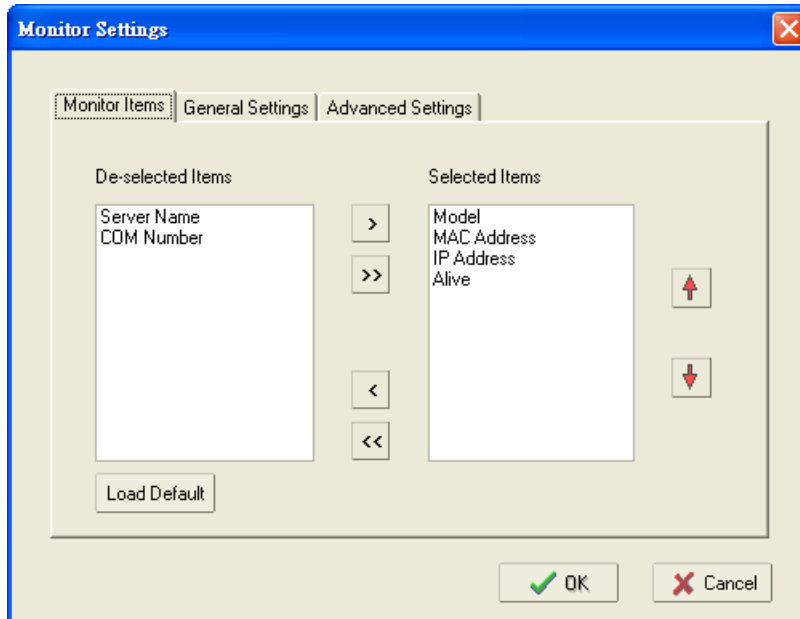 Monitor Settings
Monitor Items General Settings Advanced Settings
De-selected Items
Server Name
COM Number
>
>>
<
<<
Selected Items
Model
MAC Address
IP Address
Alive
Load Default
OK Cancel